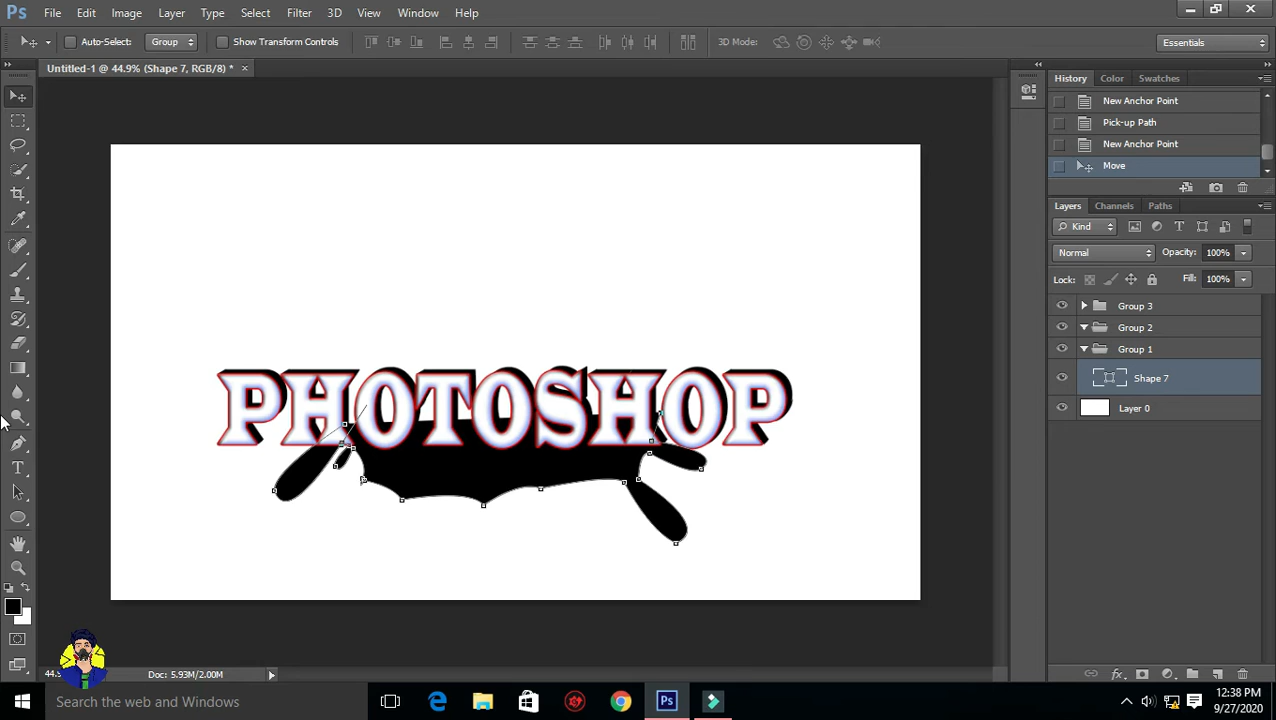 Ps File Edit Image Layer Type Select Filter 3D View Window Help
Auto-Select: Group Show Transform Controls 3D Mode: Essentials
Untitled-1 @ 44.9% (Shape 7, RGB/8) * ×
History Color Swatches
New Anchor Point
Pick-up Path
New Anchor Point
Move
Layers Channels Paths
Kind
Normal Opacity: 100%
Lock: Fill: 100%
Group 3
Group 2
Group 1
Shape 7
Layer 0
PHOTOSHOP
Doc: 5.93M/2.00M
Search the web and Windows
Ps
12:38 PM
9/27/2020